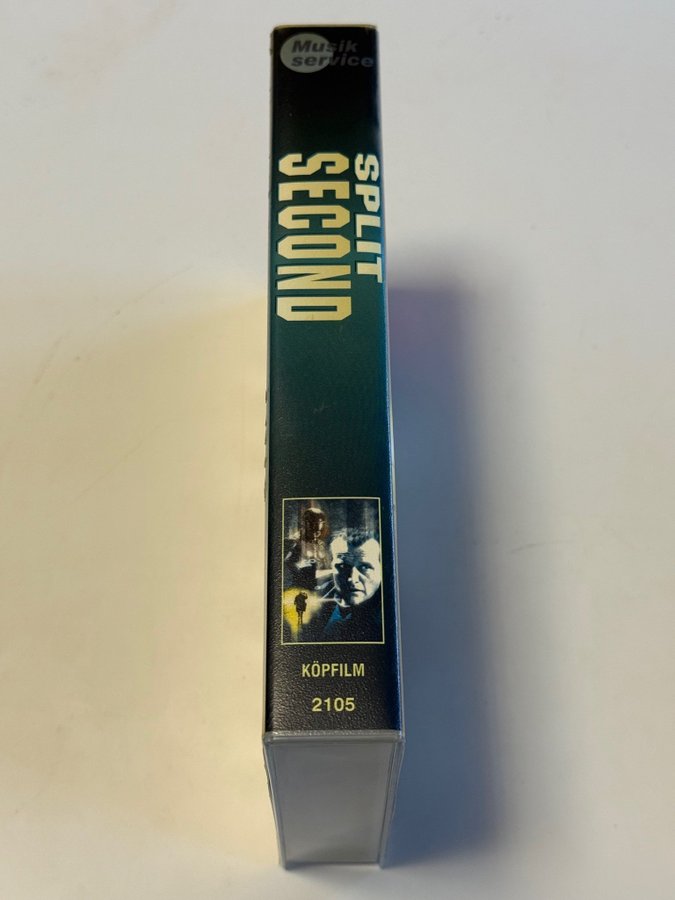 Musik
service
SPLIT
SECOND
KÖPFILM
2105